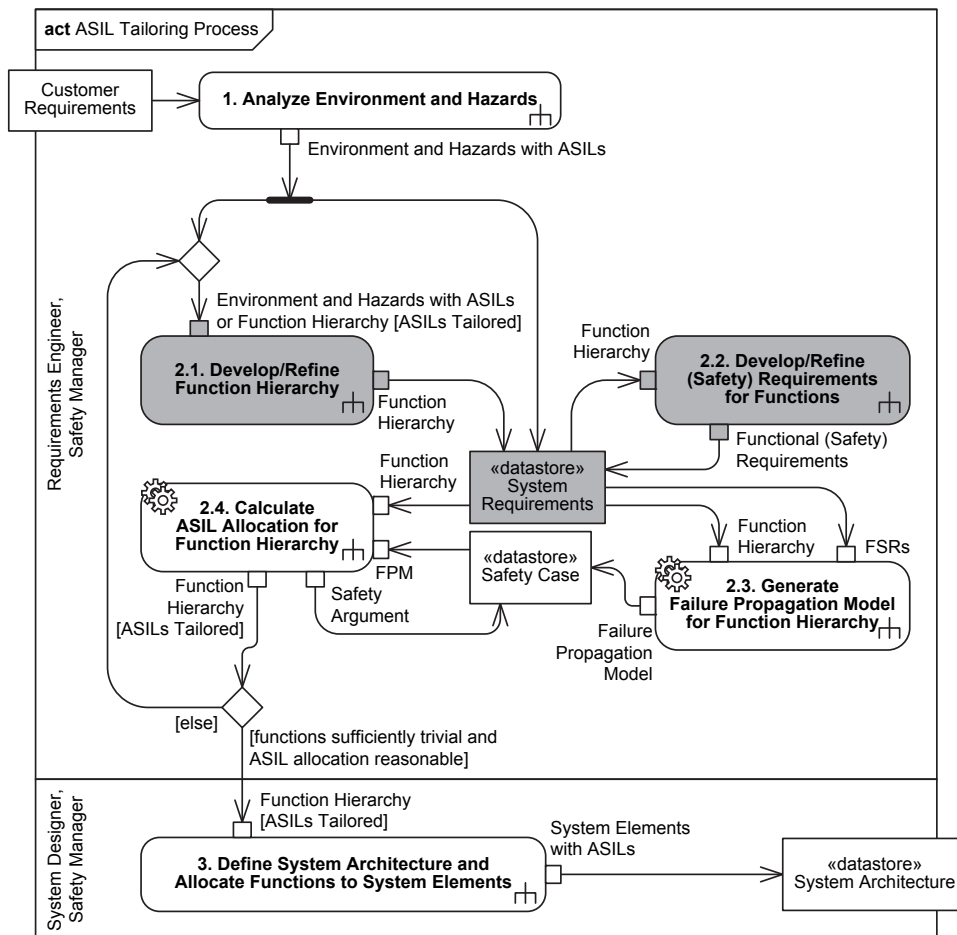 act ASIL Tailoring Process
Customer
Requirements
1. Analyze Environment and Hazards
Environment and Hazards with ASILs
Requirements Engineer,
Safety Manager
Environment and Hazards with ASILs
or Function Hierarchy [ASILs Tailored]
2.1. Develop/Refine
Function Hierarchy
Function
Hierarchy
Function
Hierarchy
2.2. Develop/Refine
(Safety) Requirements
for Functions
Functional (Safety)
Requirements
«datastore»
System
Requirements
Function
Hierarchy
2.4. Calculate
ASIL Allocation for
Function Hierarchy
FPM
«datastore»
Safety Case
Function
Hierarchy
FSRs
2.3. Generate
Failure Propagation Model
for Function Hierarchy
Failure
Propagation
Model
Function
Hierarchy
[ASILs Tailored]
Safety
Argument
[else]
[functions sufficiently trivial and
ASIL allocation reasonable]
System Designer,
Safety Manager
Function Hierarchy
[ASILs Tailored]
3. Define System Architecture and
Allocate Functions to System Elements
System Elements
with ASILs
«datastore»
System Architecture